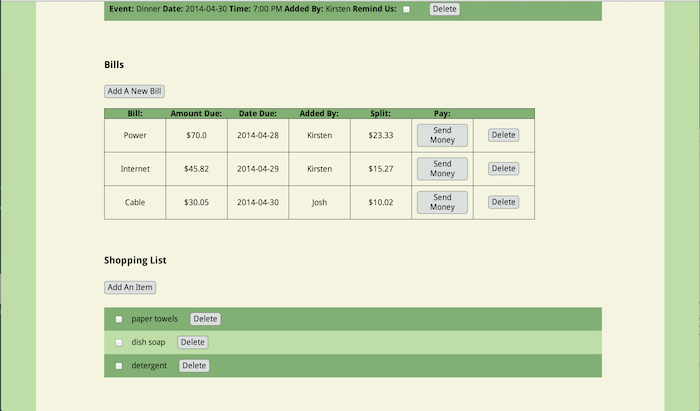 Event: Dinner Date: 2014-04-30 Time: 7:00 PM Added By: Kirsten Remind Us: Delete
Bills
Add A New Bill
Bill: Amount Due: Date Due: Added By: Split: Pay:
Power $70.0 2014-04-28 Kirsten $23.33 Send Money Delete
Internet $45.82 2014-04-29 Kirsten $15.27 Send Money Delete
Cable $30.05 2014-04-30 Josh $10.02 Send Money Delete
Shopping List
Add An Item
paper towels Delete
dish soap Delete
detergent Delete